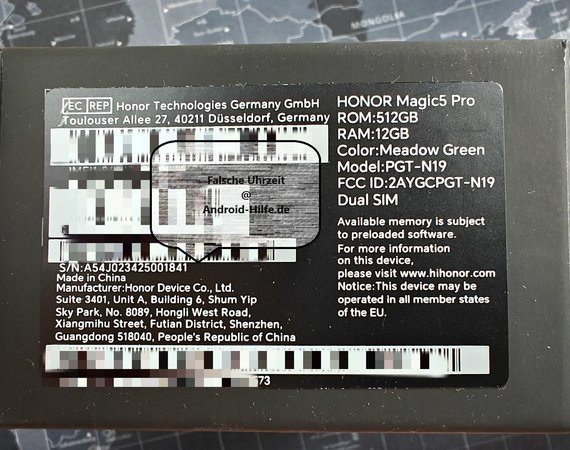 MONGOLIA
EC REP Honor Technologies Germany GmbH
Toulouser Allee 27, 40211 Düsseldorf, Germany
Falsche Uhrzeit
@
Android-Hilfe.de
S/N:A54J023425001841
Made in China
Manufacturer:Honor Device Co., Ltd.
Suite 3401, Unit A, Building 6, Shum Yip
Sky Park, No. 8089, Hongli West Road,
Xiangmihu Street, Futian District, Shenzhen,
Guangdong 518040, People's Republic of China
73
HONOR Magic5 Pro
ROM:512GB
RAM:12GB
Color:Meadow Green
Model:PGT-N19
FCC ID:2AYGCPGT-N19
Dual SIM
Available memory is subject
to preloaded software.
For more information
on this device,
please visit www.hihonor.com
Notice:This device may be
operated in all member states
of the EU.